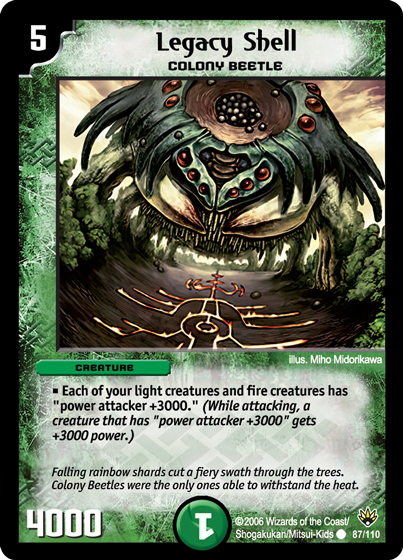 5
Legacy Shell
COLONY BEETLE
illus. Miho Midorikawa
CREATURE
▪ Each of your light creatures and fire creatures has
"power attacker +3000." (While attacking, a
creature that has "power attacker +3000" gets
+3000 power.)
Falling rainbow shards cut a fiery swath through the trees.
Colony Beetles were the only ones able to withstand the heat.
4000
1
©2006 Wizards of the Coast/
Shogakukan/Mitsui-Kids ● 87/110